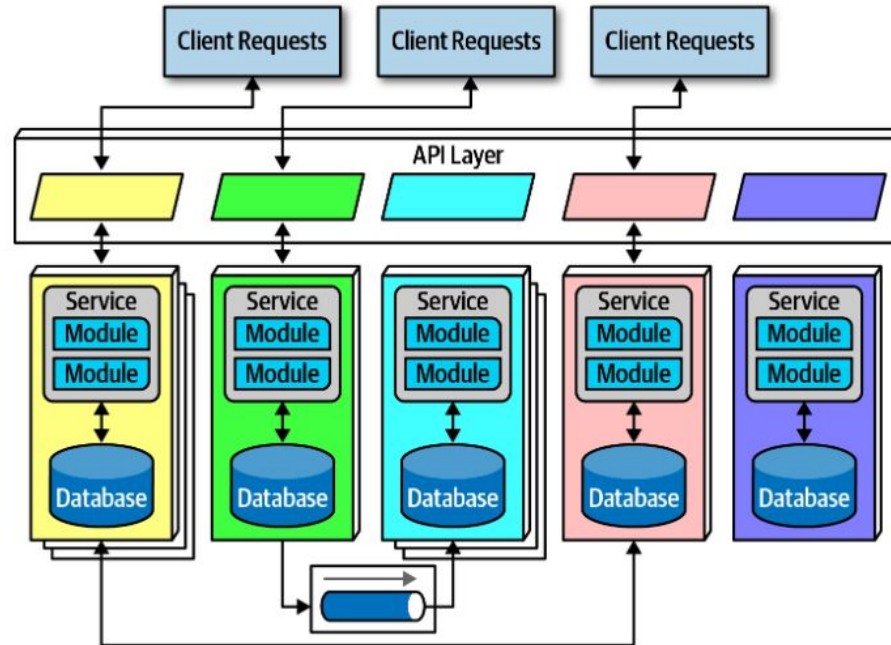 Client Requests
Client Requests
Client Requests
API Layer
Service
Module
Module
Database
Service
Module
Module
Database
Service
Module
Module
Database
Service
Module
Module
Database
Service
Module
Module
Database